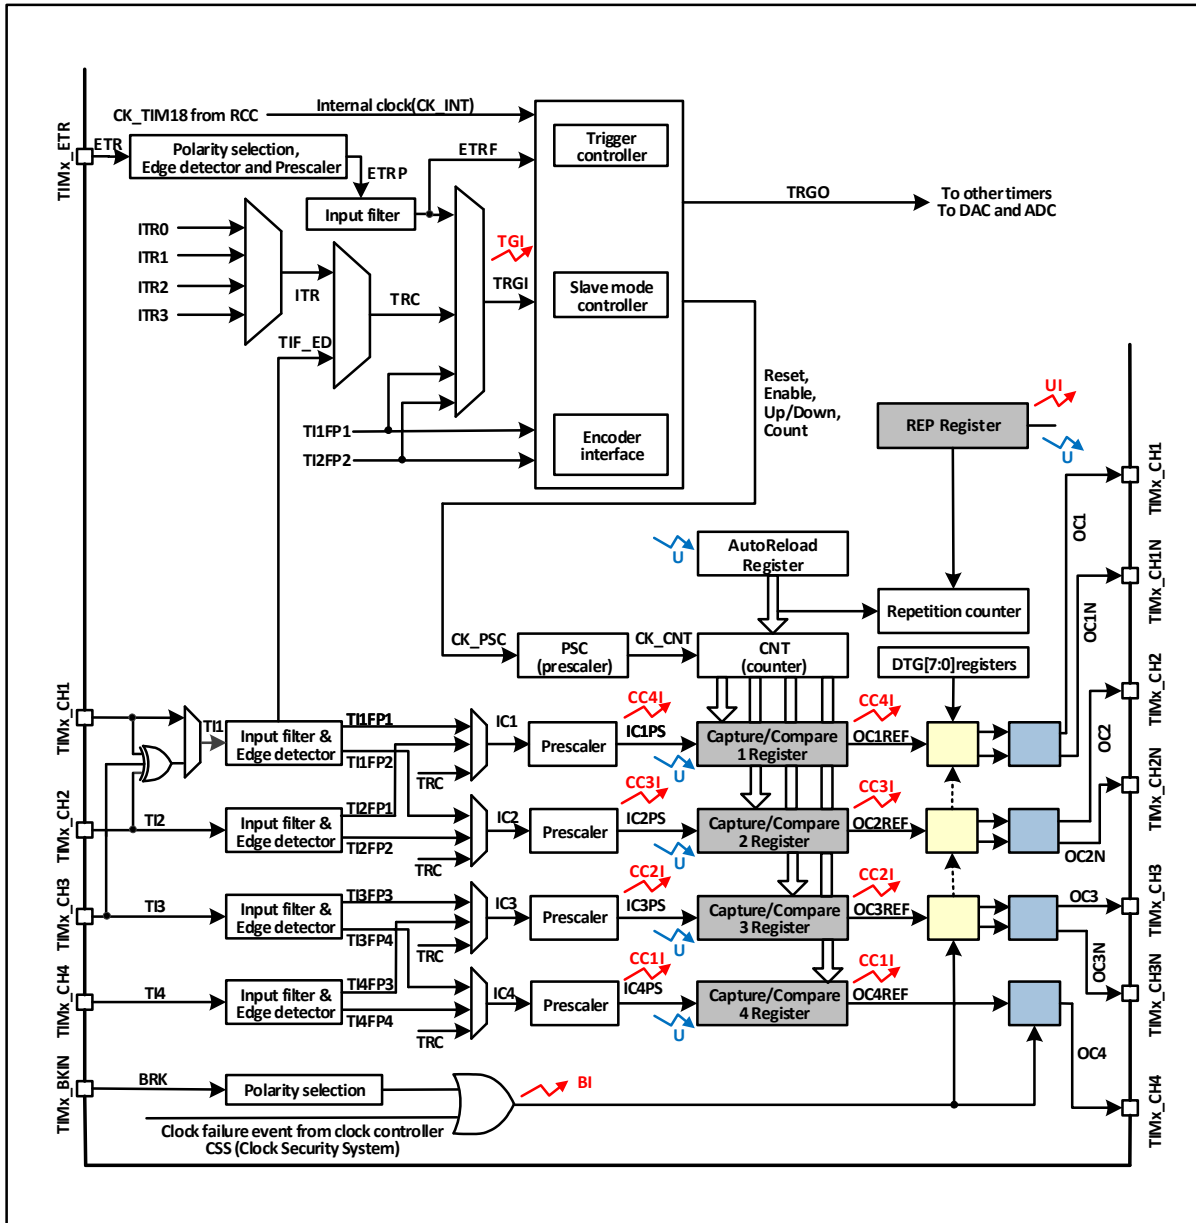 CK_TIM18 from RCC
Internal clock(CK_INT)
TIMx_ETR
ETR
Polarity selection,
Edge detector and Prescaler
ETRP
Input filter
ETRF
Trigger
controller
TRGO
To other timers
To DAC and ADC
ITR0
ITR1
ITR2
ITR3
ITR
TRC
TGI
TRGI
Slave mode
controller
TIF_ED
TI1FP1
TI2FP2
Encoder
interface
Reset,
Enable,
Up/Down,
Count
UI
REP Register
U
U
AutoReload
Register
Repetition counter
CK_PSC
PSC
(prescaler)
CK_CNT
CNT
(counter)
DTG[7:0]registers
TIMx_CH1
TI1
Input filter &
Edge detector
TI1FP1
TI1FP2
TRC
IC1
Prescaler
CC4I
IC1PS
U
Capture/Compare
1 Register
CC4I
OC1REF
OC1
TIMx_CH1
OC1N
TIMx_CH1N
TIMx_CH2
TI2
Input filter &
Edge detector
TI2FP1
TI2FP2
TRC
IC2
Prescaler
CC3I
IC2PS
U
Capture/Compare
2 Register
CC3I
OC2REF
OC2
TIMx_CH2
OC2N
TIMx_CH2N
TIMx_CH3
TI3
Input filter &
Edge detector
TI3FP3
TI3FP4
TRC
IC3
Prescaler
CC2I
IC3PS
U
Capture/Compare
3 Register
CC2I
OC3REF
OC3
TIMx_CH3
OC3N
TIMx_CH3N
TIMx_CH4
TI4
Input filter &
Edge detector
TI4FP3
TI4FP4
TRC
IC4
Prescaler
CC1I
IC4PS
U
Capture/Compare
4 Register
CC1I
OC4REF
OC4
TIMx_CH4
TIMx_BKIN
BRK
Polarity selection
BI
Clock failure event from clock controller
CSS (Clock Security System)